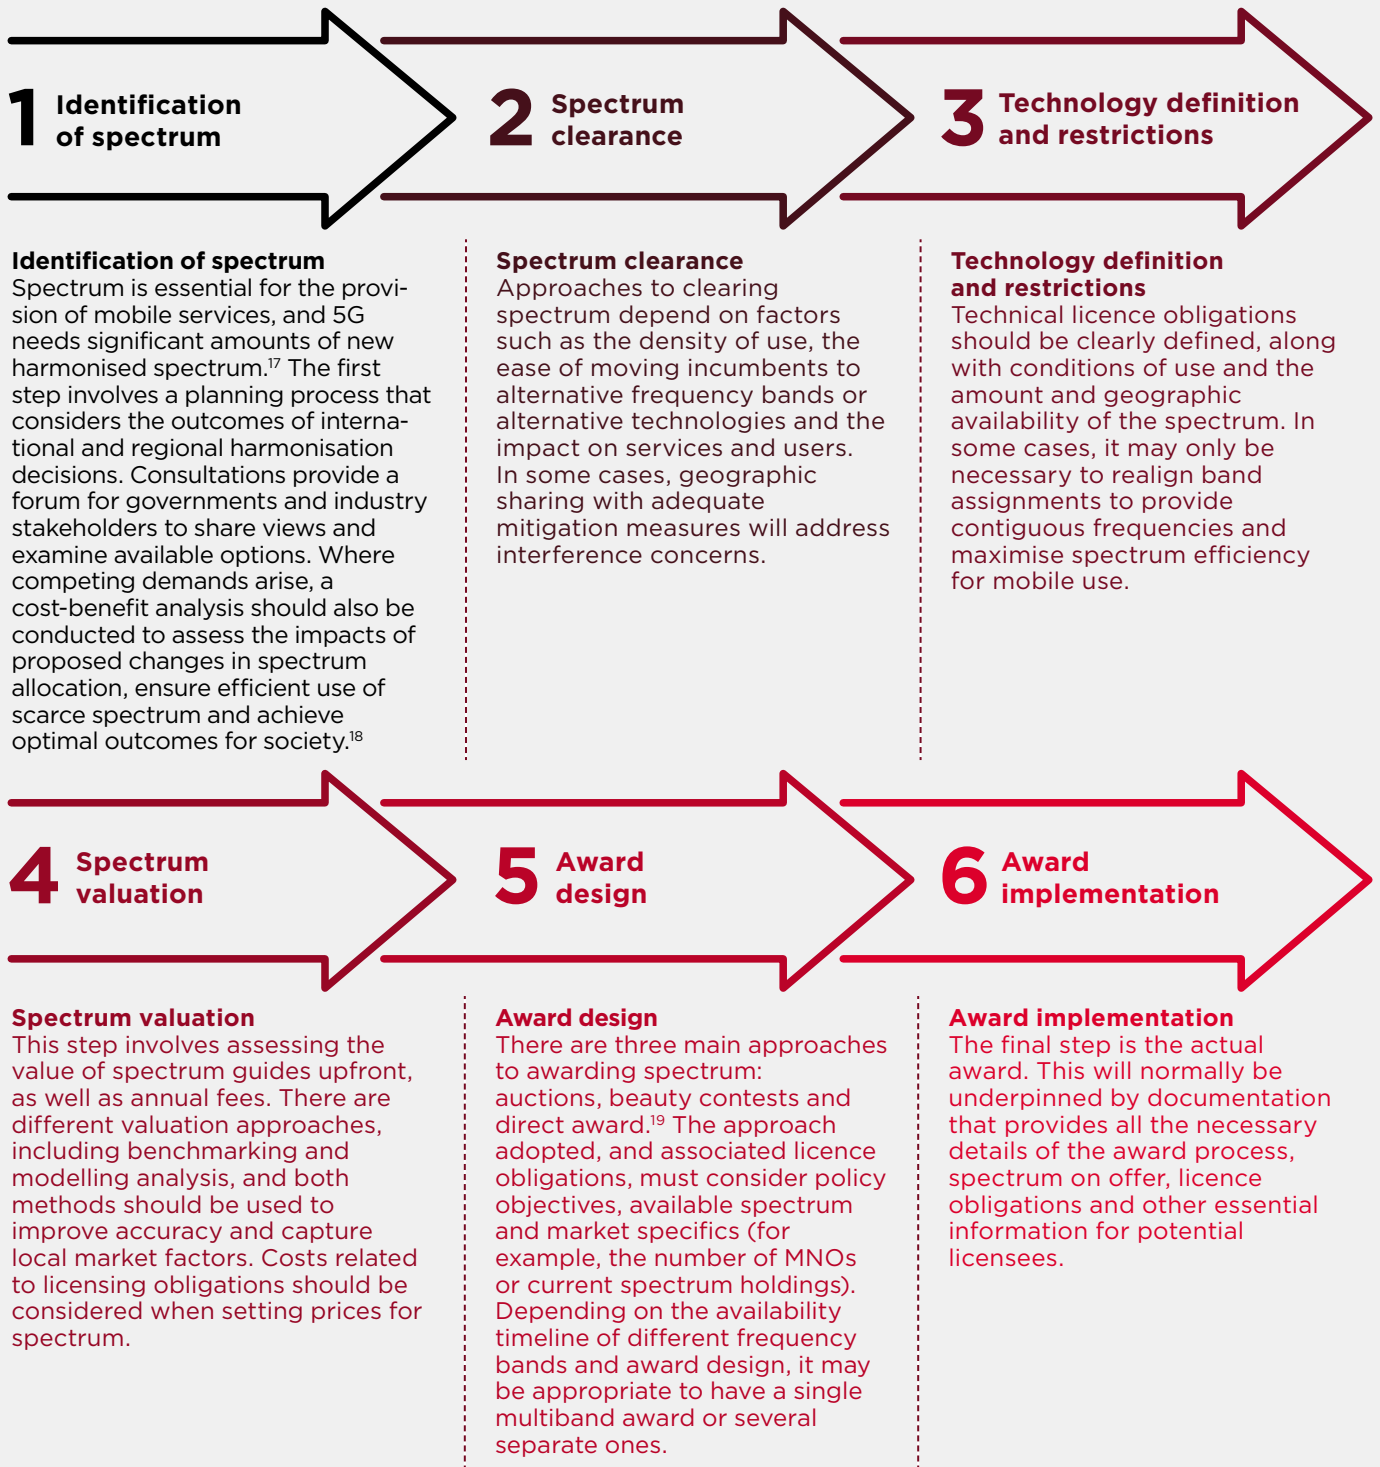 1 Identification
of spectrum
2 Spectrum
clearance
3 Technology definition
and restrictions
Identification of spectrum
Spectrum is essential for the provi-
sion of mobile services, and 5G
needs significant amounts of new
harmonised spectrum.17 The first
step involves a planning process that
considers the outcomes of interna-
tional and regional harmonisation
decisions. Consultations provide a
forum for governments and industry
stakeholders to share views and
examine available options. Where
competing demands arise, a
cost-benefit analysis should also be
conducted to assess the impacts of
proposed changes in spectrum
allocation, ensure efficient use of
scarce spectrum and achieve
optimal outcomes for society.18
Spectrum clearance
Approaches to clearing
spectrum depend on factors
such as the density of use, the
ease of moving incumbents to
alternative frequency bands or
alternative technologies and the
impact on services and users.
In some cases, geographic
sharing with adequate
mitigation measures will address
interference concerns.
Technology definition
and restrictions
Technical licence obligations
should be clearly defined, along
with conditions of use and the
amount and geographic
availability of the spectrum. In
some cases, it may only be
necessary to realign band
assignments to provide
contiguous frequencies and
maximise spectrum efficiency
for mobile use.
4 Spectrum
valuation
5 Award
design
6 Award
implementation
Spectrum valuation
This step involves assessing the
value of spectrum guides upfront,
as well as annual fees. There are
different valuation approaches,
including benchmarking and
modelling analysis, and both
methods should be used to
improve accuracy and capture
local market factors. Costs related
to licensing obligations should be
considered when setting prices for
spectrum.
Award design
There are three main approaches
to awarding spectrum:
auctions, beauty contests and
direct award.19 The approach
adopted, and associated licence
obligations, must consider policy
objectives, available spectrum
and market specifics (for
example, the number of MNOs
or current spectrum holdings).
Depending on the availability
timeline of different frequency
bands and award design, it may
be appropriate to have a single
multiband award or several
separate ones.
Award implementation
The final step is the actual
award. This will normally be
underpinned by documentation
that provides all the necessary
details of the award process,
spectrum on offer, licence
obligations and other essential
information for potential
licensees.